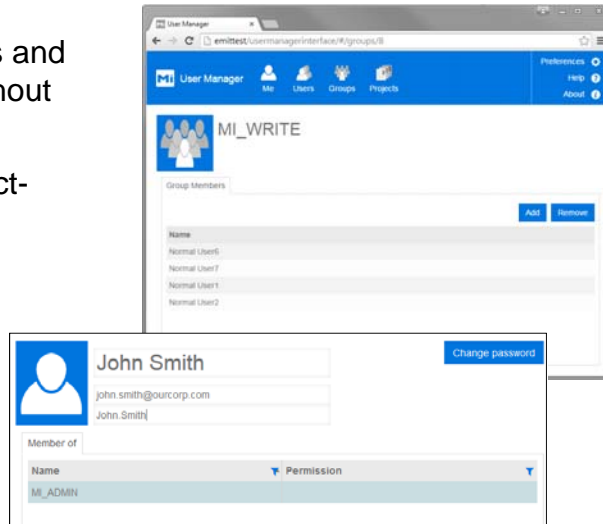 s and
hout
ct-
User Manager
emittest/usermanagerinterface/#/groups/8
Mi User Manager
Me Users Groups Projects
Preferences
Help
About
MI_WRITE
Group Members
Add Remove
Name
Normal User6
Normal User7
Normal User1
Normal User2
John Smith
Change password
john.smith@ourcorp.com
John.Smith
Member of
Name Permission
MI_ADMIN